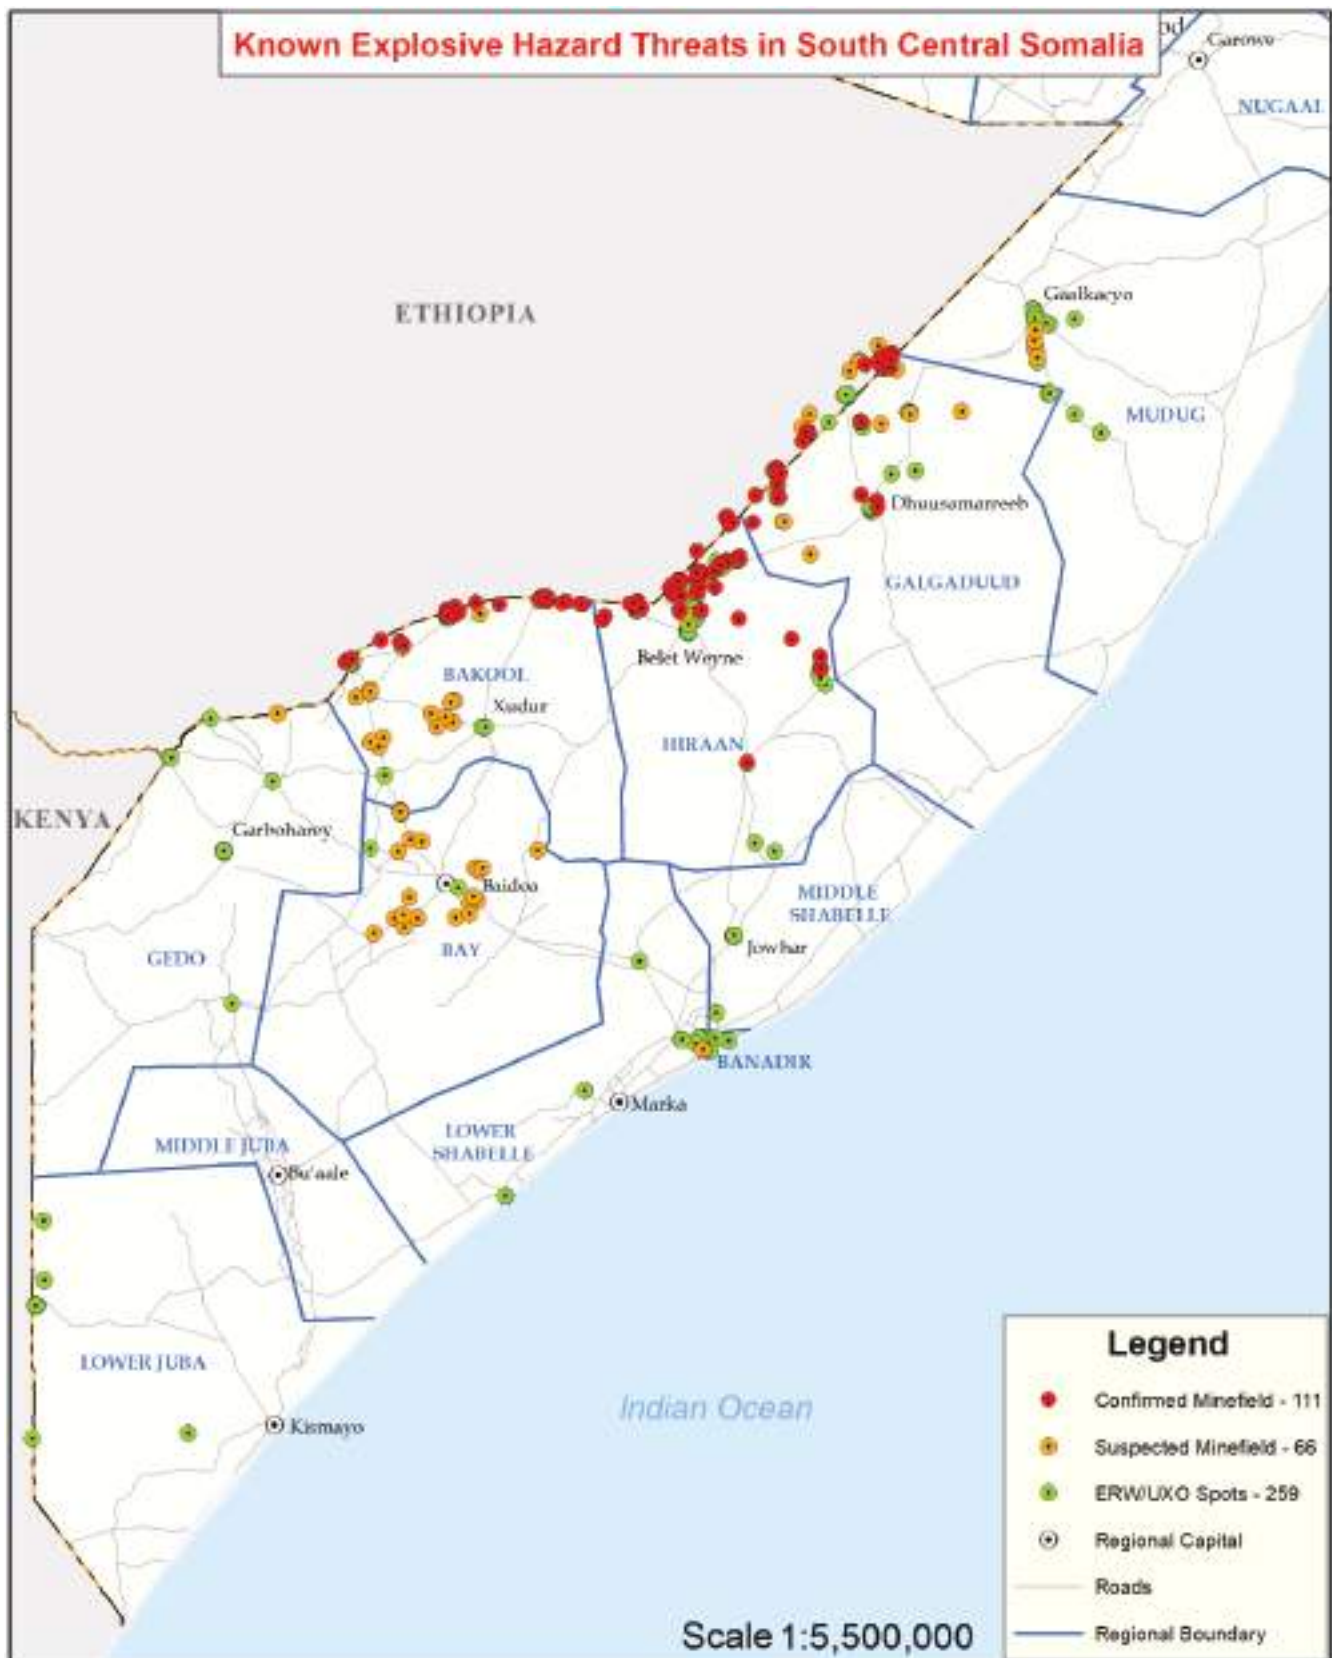 Known Explosive Hazard Threats in South Central Somalia
Garowe
NUGAAL
ETHIOPIA
Gaalkacyo
MUDUG
Dhuusamarreeb
GALGADUUD
Belet Weyne
BAKOOL
Xudur
HIRAAN
KENYA
Garboharey
Baidoa
MIDDLE
SHABELLE
Jowhar
GEDO
BAY
BANADIR
Marka
LOWER
SHABELLE
MIDDLE JUBA
Bu'aale
LOWER JUBA
Kismayo
Indian Ocean
Legend
Confirmed Minefield - 111
Suspected Minefield - 66
ERW/UXO Spots - 259
Regional Capital
Roads
Regional Boundary
Scale 1:5,500,000